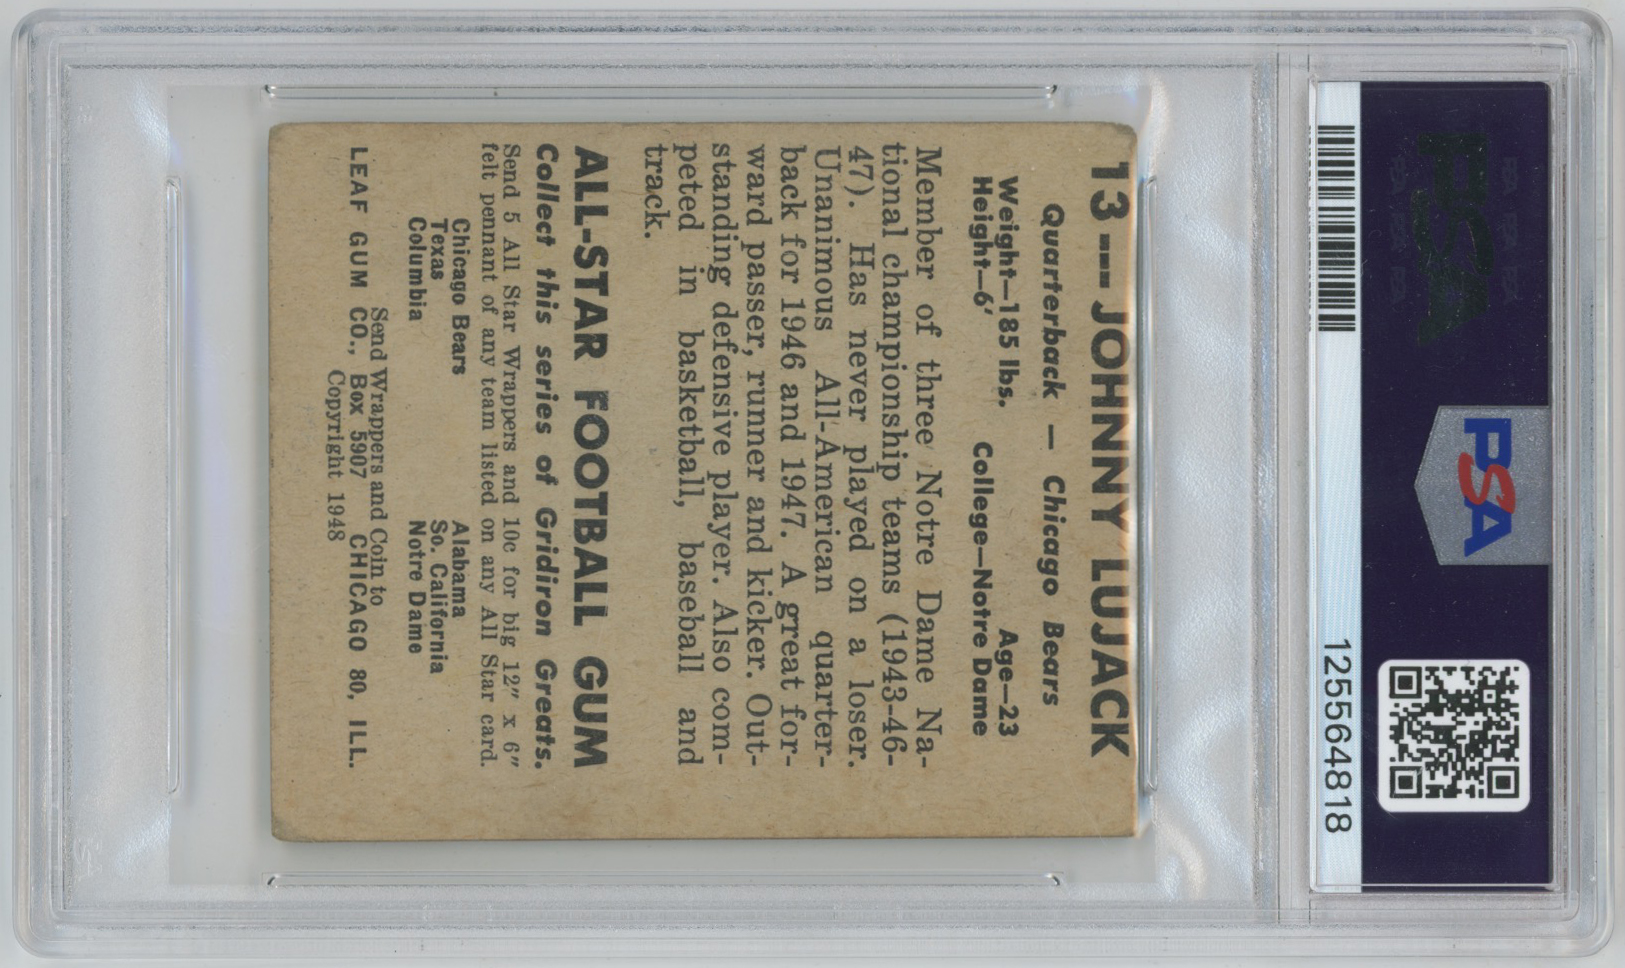 13---JOHNNY LUJACK
Quarterback — Chicago Bears
Weight—185 lbs. Age—23
Height—6' College—Notre Dame
Member of three Notre Dame Na-
tional championship teams (1943-46-
47). Has never played on a loser.
Unanimous All-American quarter-
back for 1946 and 1947. A great for-
ward passer, runner and kicker. Out-
standing defensive player. Also com-
peted in basketball, baseball and
track.
ALL-STAR FOOTBALL GUM
Collect this series of Gridiron Greats.
Send 5 All Star Wrappers and 10c for big 12" x 6"
felt pennant of any team listed on any All Star card.
Chicago Bears Alabama
Texas So. California
Columbia Notre Dame
Send Wrappers and Coin to
LEAF GUM CO., Box 5907 CHICAGO 80, ILL.
Copyright 1948
PSA
PSA
125564818